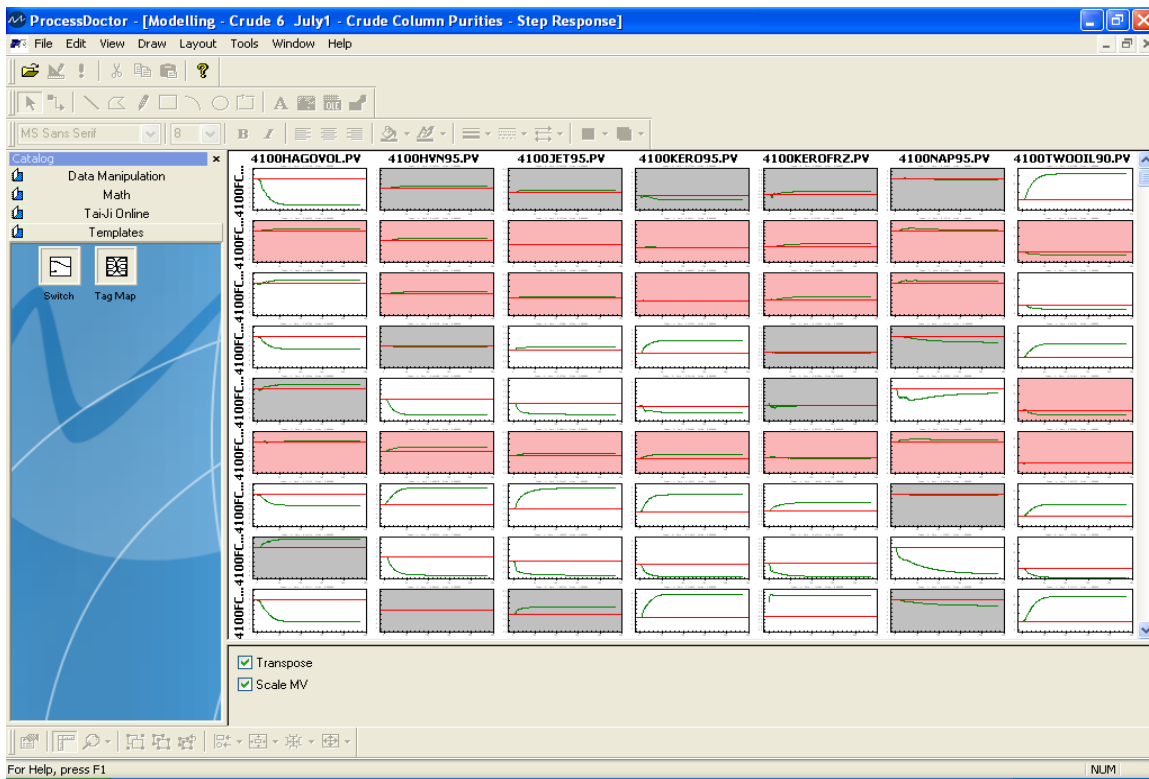 ProcessDoctor - [Modelling - Crude 6 July1 - Crude Column Purities - Step Response]
File Edit View Draw Layout Tools Window Help
MS Sans Serif 8 B I
Catalog
Data Manipulation
Math
TaiJi Online
Templates
Switch Tag Map
4100HAGOVOL.PV 4100HVN95.PV 4100JET95.PV 4100KERO95.PV 4100KEROFRZ.PV 4100NAP95.PV 4100TWOOIL90.PV
4100FC...
4100FC...
4100FC...
4100FC...
4100FC...
4100FC...
4100FC...
4100FC...
4100FC...
Transpose
Scale MV
For Help, press F1
NUM